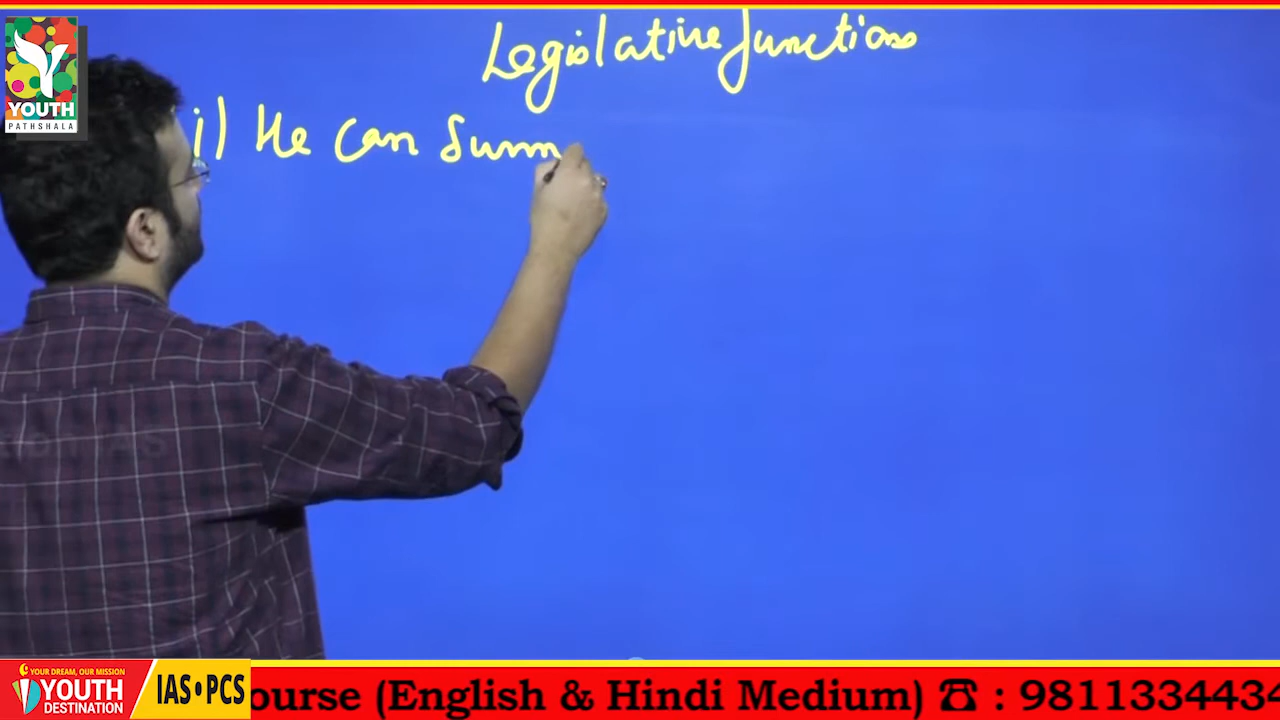 Legislative functions
YOUTH
PATHSHALA
i) He can Summ
YOUR DREAM, OUR MISSION
YOUTH
DESTINATION
IAS•PCS
ourse (English & Hindi Medium) ☎ : 9811334434